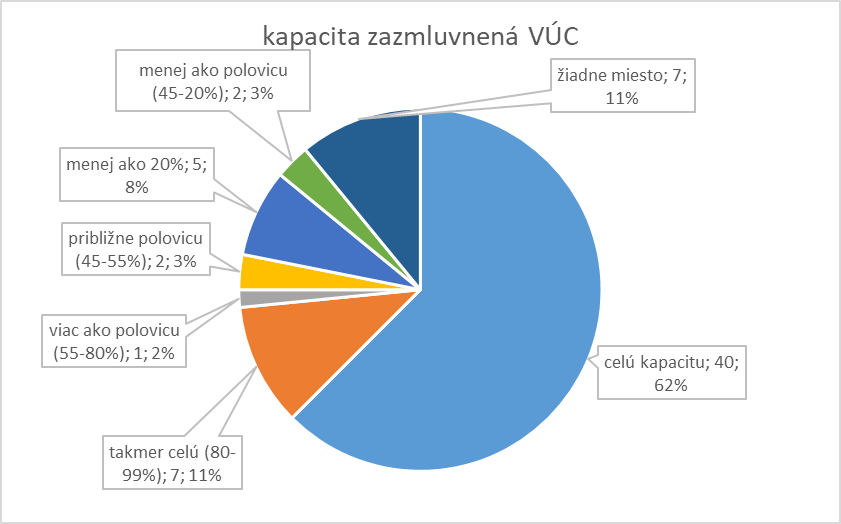 kapacita zazmluvnená VÚC
menej ako polovicu
(45-20%); 2; 3%
žiadne miesto; 7;
11%
menej ako 20%; 5;
8%
približne polovicu
(45-55%); 2; 3%
viac ako polovicu
(55-80%); 1; 2%
celú kapacitu; 40;
62%
takmer celú (80-
99%); 7; 11%